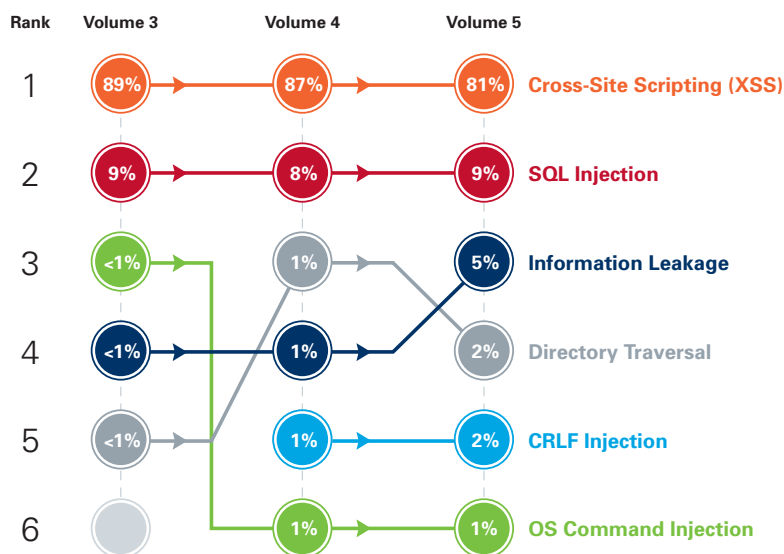 Rank Volume 3 Volume 4 Volume 5
1 89% 87% 81% Cross-Site Scripting (XSS)
2 9% 8% 9% SQL Injection
3 <1% 1% 5% Information Leakage
4 <1% 1% 2% Directory Traversal
5 <1% 1% 2% CRLF Injection
6 1% 1% OS Command Injection